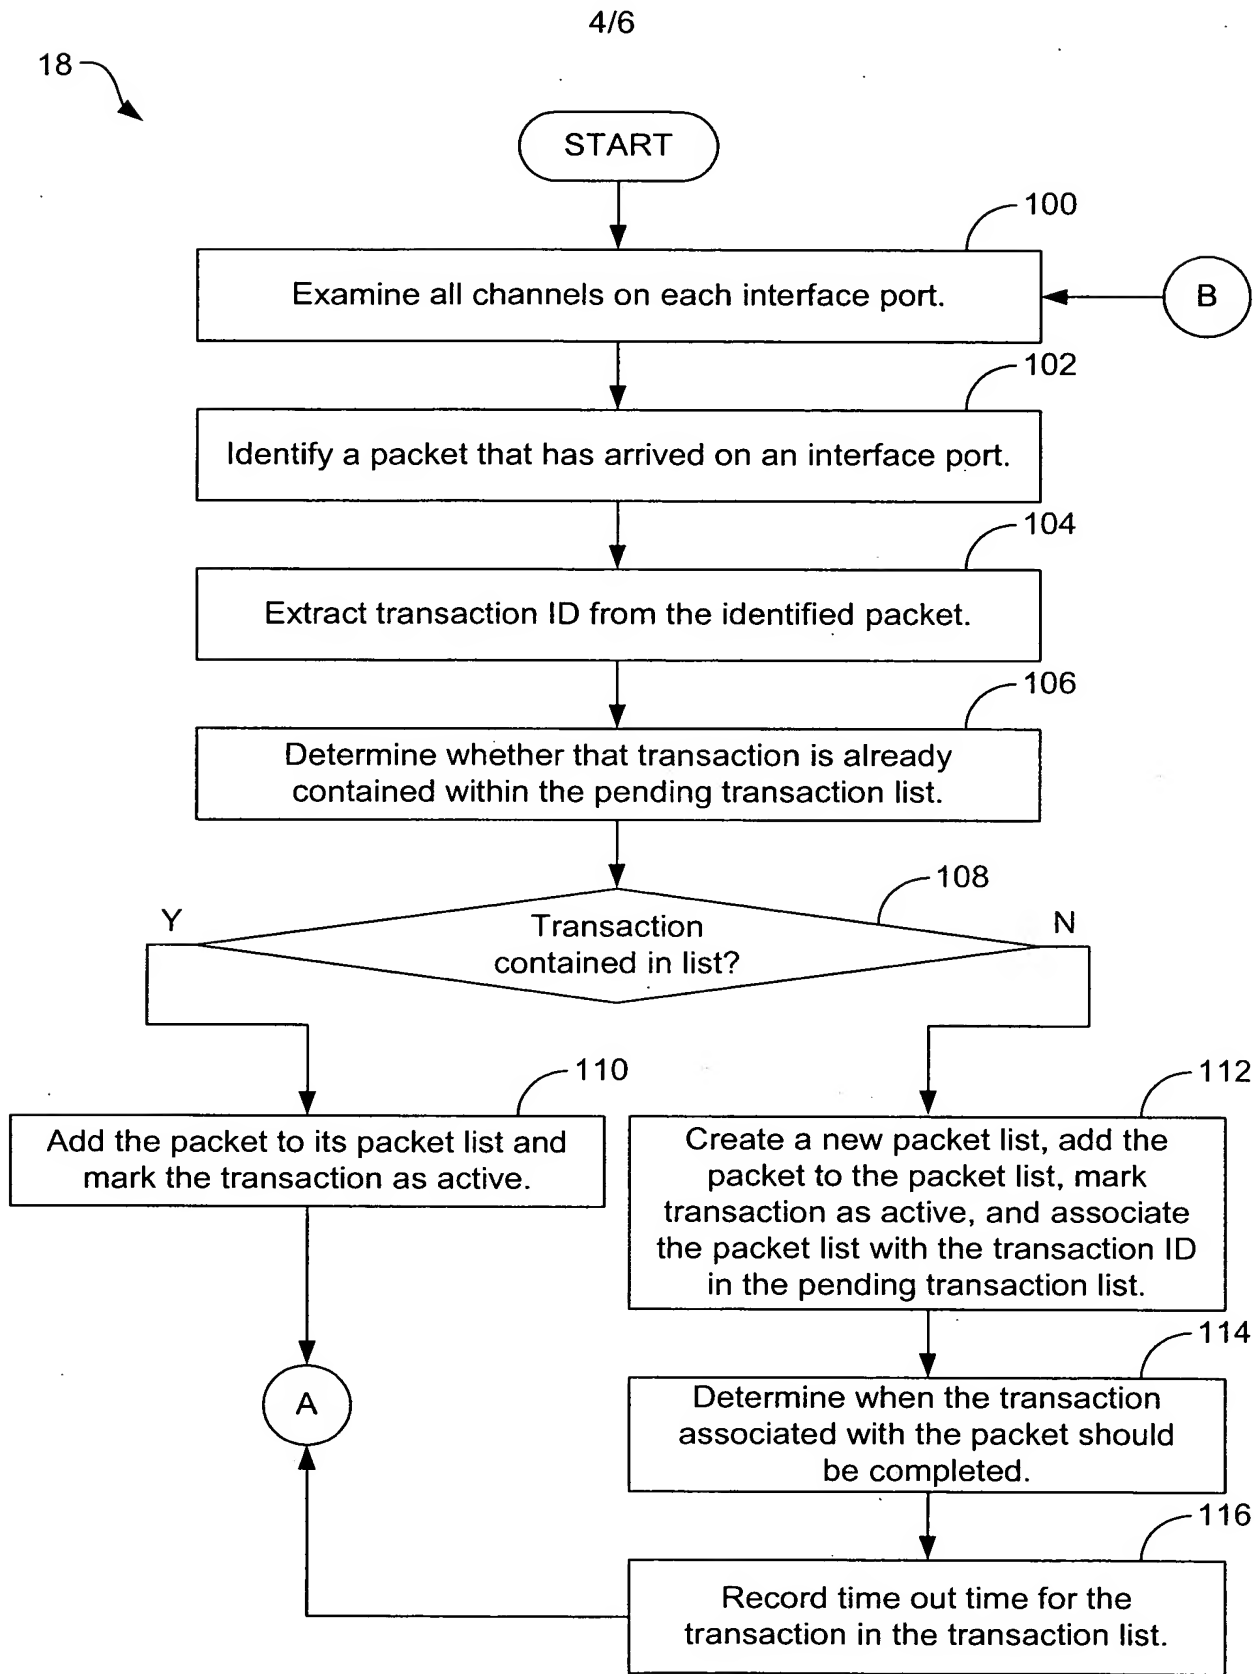 4/6
18
START
100
Examine all channels on each interface port.
B
102
Identify a packet that has arrived on an interface port.
104
Extract transaction ID from the identified packet.
106
Determine whether that transaction is already
contained within the pending transaction list.
108
Y
Transaction
contained in list?
N
110
Add the packet to its packet list and
mark the transaction as active.
112
Create a new packet list, add the
packet to the packet list, mark
transaction as active, and associate
the packet list with the transaction ID
in the pending transaction list.
114
Determine when the transaction
associated with the packet should
be completed.
A
116
Record time out time for the
transaction in the transaction list.